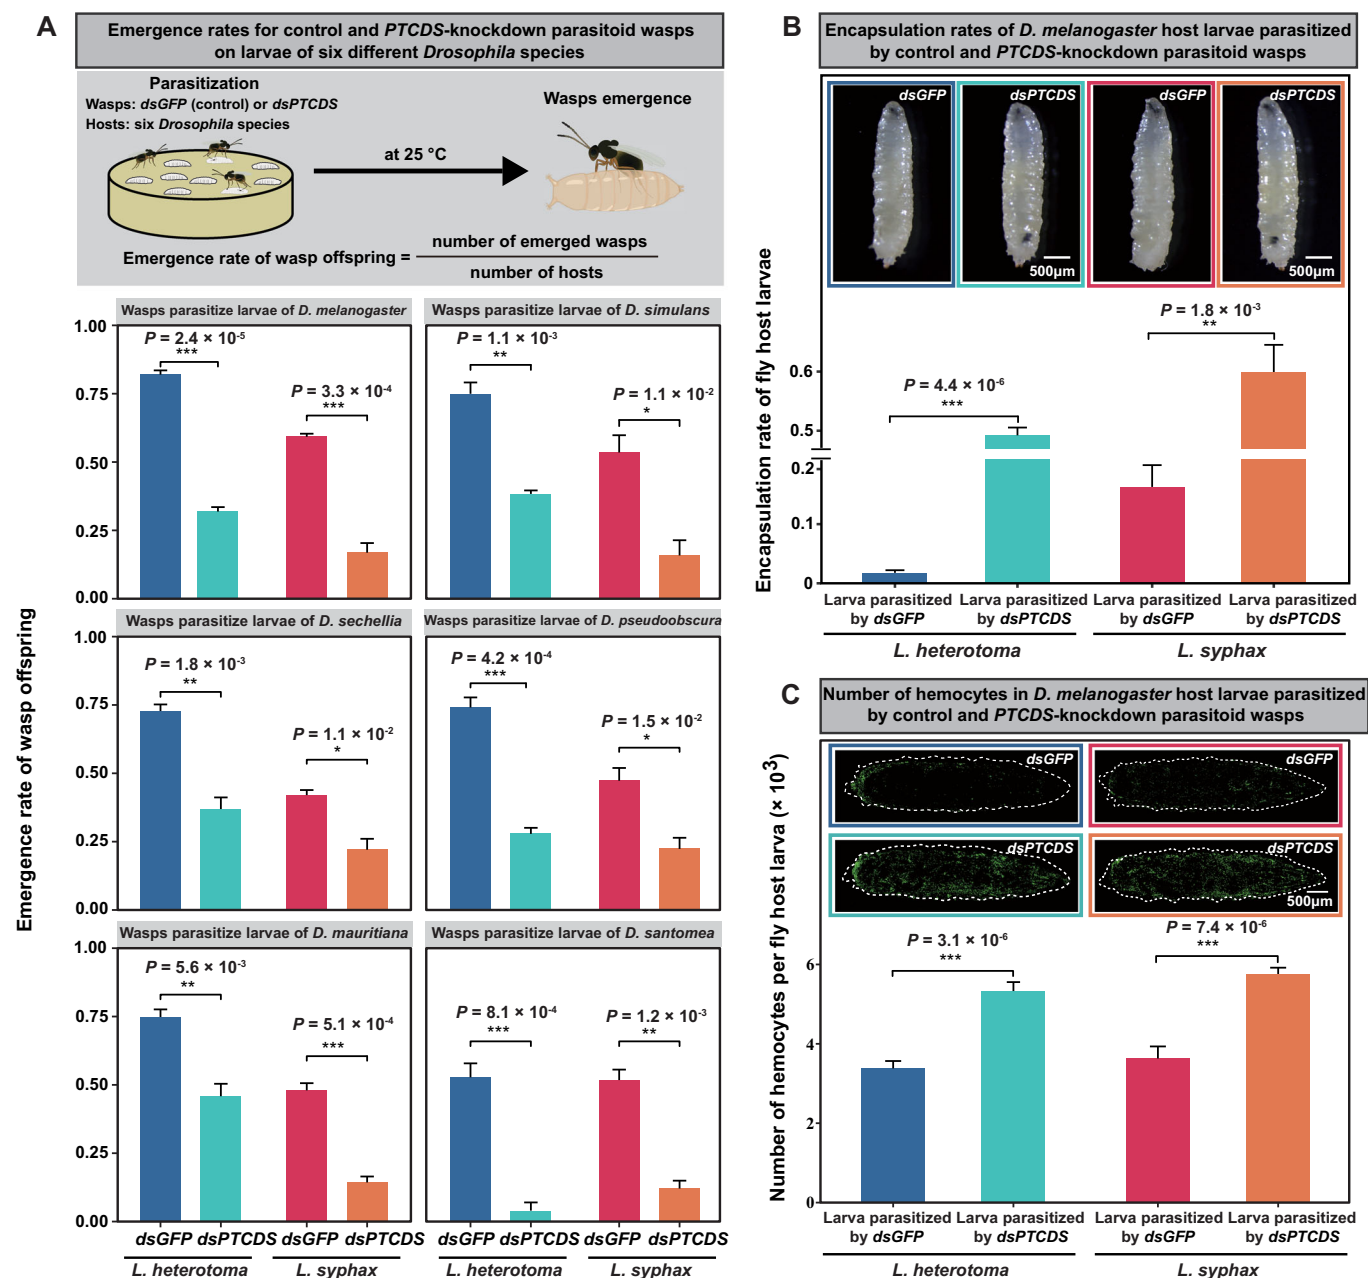 A
Emergence rates for control and PTCDS-knockdown parasitoid wasps
on larvae of six different Drosophila species
Parasitization
Wasps: dsGFP (control) or dsPTCDS
Hosts: six Drosophila species
at 25 °C
Wasps emergence
Emergence rate of wasp offspring = number of emerged wasps
number of hosts
Emergence rate of wasp offspring
Wasps parasitize larvae of D. melanogaster
1.00
0.75
0.50
0.25
0.00
P = 2.4 × 10-5
***
P = 3.3 × 10-4
***
Wasps parasitize larvae of D. simulans
P = 1.1 × 10-3
**
P = 1.1 × 10-2
*
Wasps parasitize larvae of D. sechellia
1.00
0.75
0.50
0.25
0.00
P = 1.8 × 10-3
**
P = 1.1 × 10-2
*
Wasps parasitize larvae of D. pseudoobscura
P = 4.2 × 10-4
***
P = 1.5 × 10-2
*
Wasps parasitize larvae of D. mauritiana
1.00
0.75
0.50
0.25
0.00
P = 5.6 × 10-3
**
P = 5.1 × 10-4
***
Wasps parasitize larvae of D. santomea
P = 8.1 × 10-4
***
P = 1.2 × 10-3
**
dsGFP dsPTCDS dsGFP dsPTCDS dsGFP dsPTCDS dsGFP dsPTCDS
L. heterotoma L. syphax L. heterotoma L. syphax
B
Encapsulation rates of D. melanogaster host larvae parasitized
by control and PTCDS-knockdown parasitoid wasps
dsGFP
dsPTCDS
500μm
dsGFP
dsPTCDS
500μm
Encapsulation rate of fly host larvae
0.6
0.5
0.2
0.1
0
P = 4.4 × 10-6
***
P = 1.8 × 10-3
**
Larva parasitized
by dsGFP
Larva parasitized
by dsPTCDS
Larva parasitized
by dsGFP
Larva parasitized
by dsPTCDS
L. heterotoma L. syphax
C
Number of hemocytes in D. melanogaster host larvae parasitized
by control and PTCDS-knockdown parasitoid wasps
dsGFP
dsGFP
dsPTCDS
dsPTCDS
500μm
Number of hemocytes per fly host larva (× 103)
6
4
2
0
P = 3.1 × 10-6
***
P = 7.4 × 10-6
***
Larva parasitized
by dsGFP
Larva parasitized
by dsPTCDS
Larva parasitized
by dsGFP
Larva parasitized
by dsPTCDS
L. heterotoma L. syphax